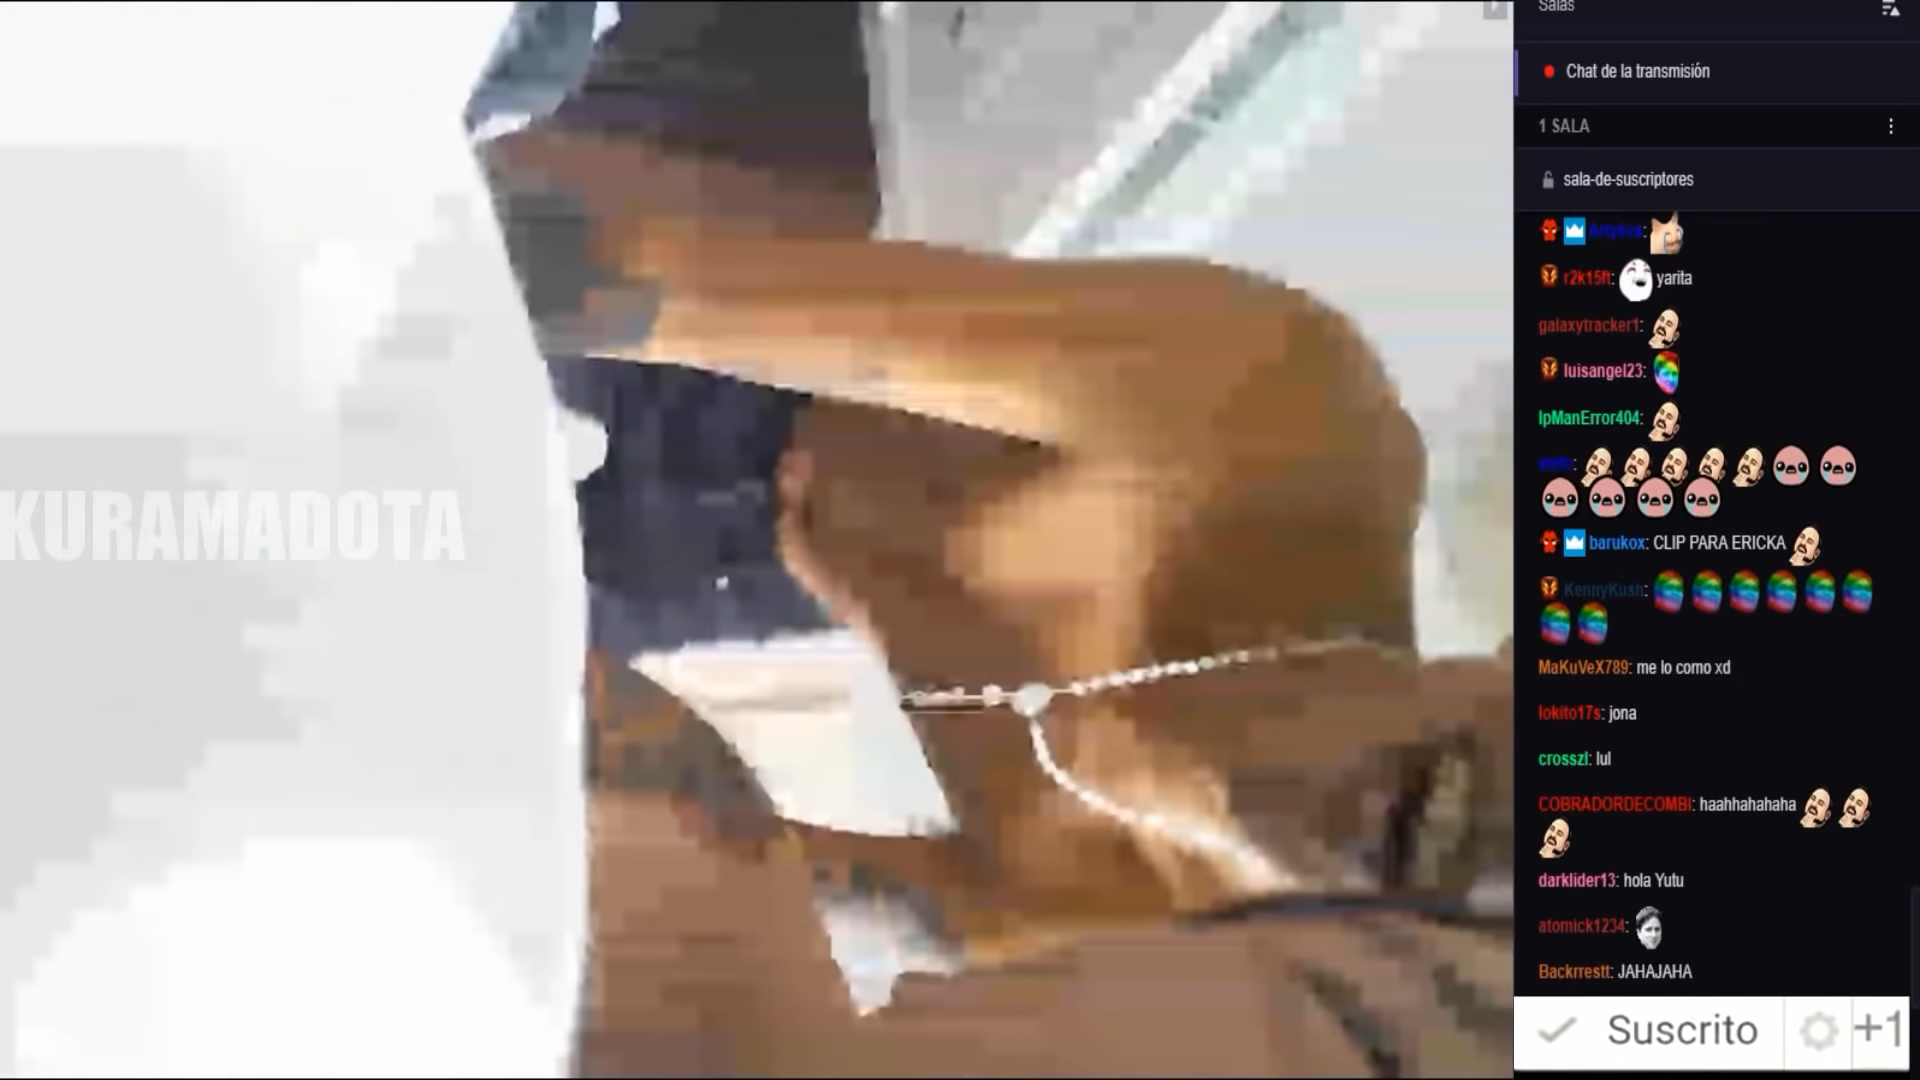 Salas
Chat de la transmisión
1 SALA
sala-de-suscriptores
Artykos:
r2k15ft: yarita
galaxytracker1:
luisangel23:
IpManError404:
barukox: CLIP PARA ERICKA
KennyKush:
MaKuVeX789: me lo como xd
lokito17s: jona
crosszl: lul
COBRADORDECOMBI: haahhahahaha
darklider13: hola Yutu
atomick1234:
Backrrestt: JAHAJAHA
Suscrito
+1
KURAMADOTA